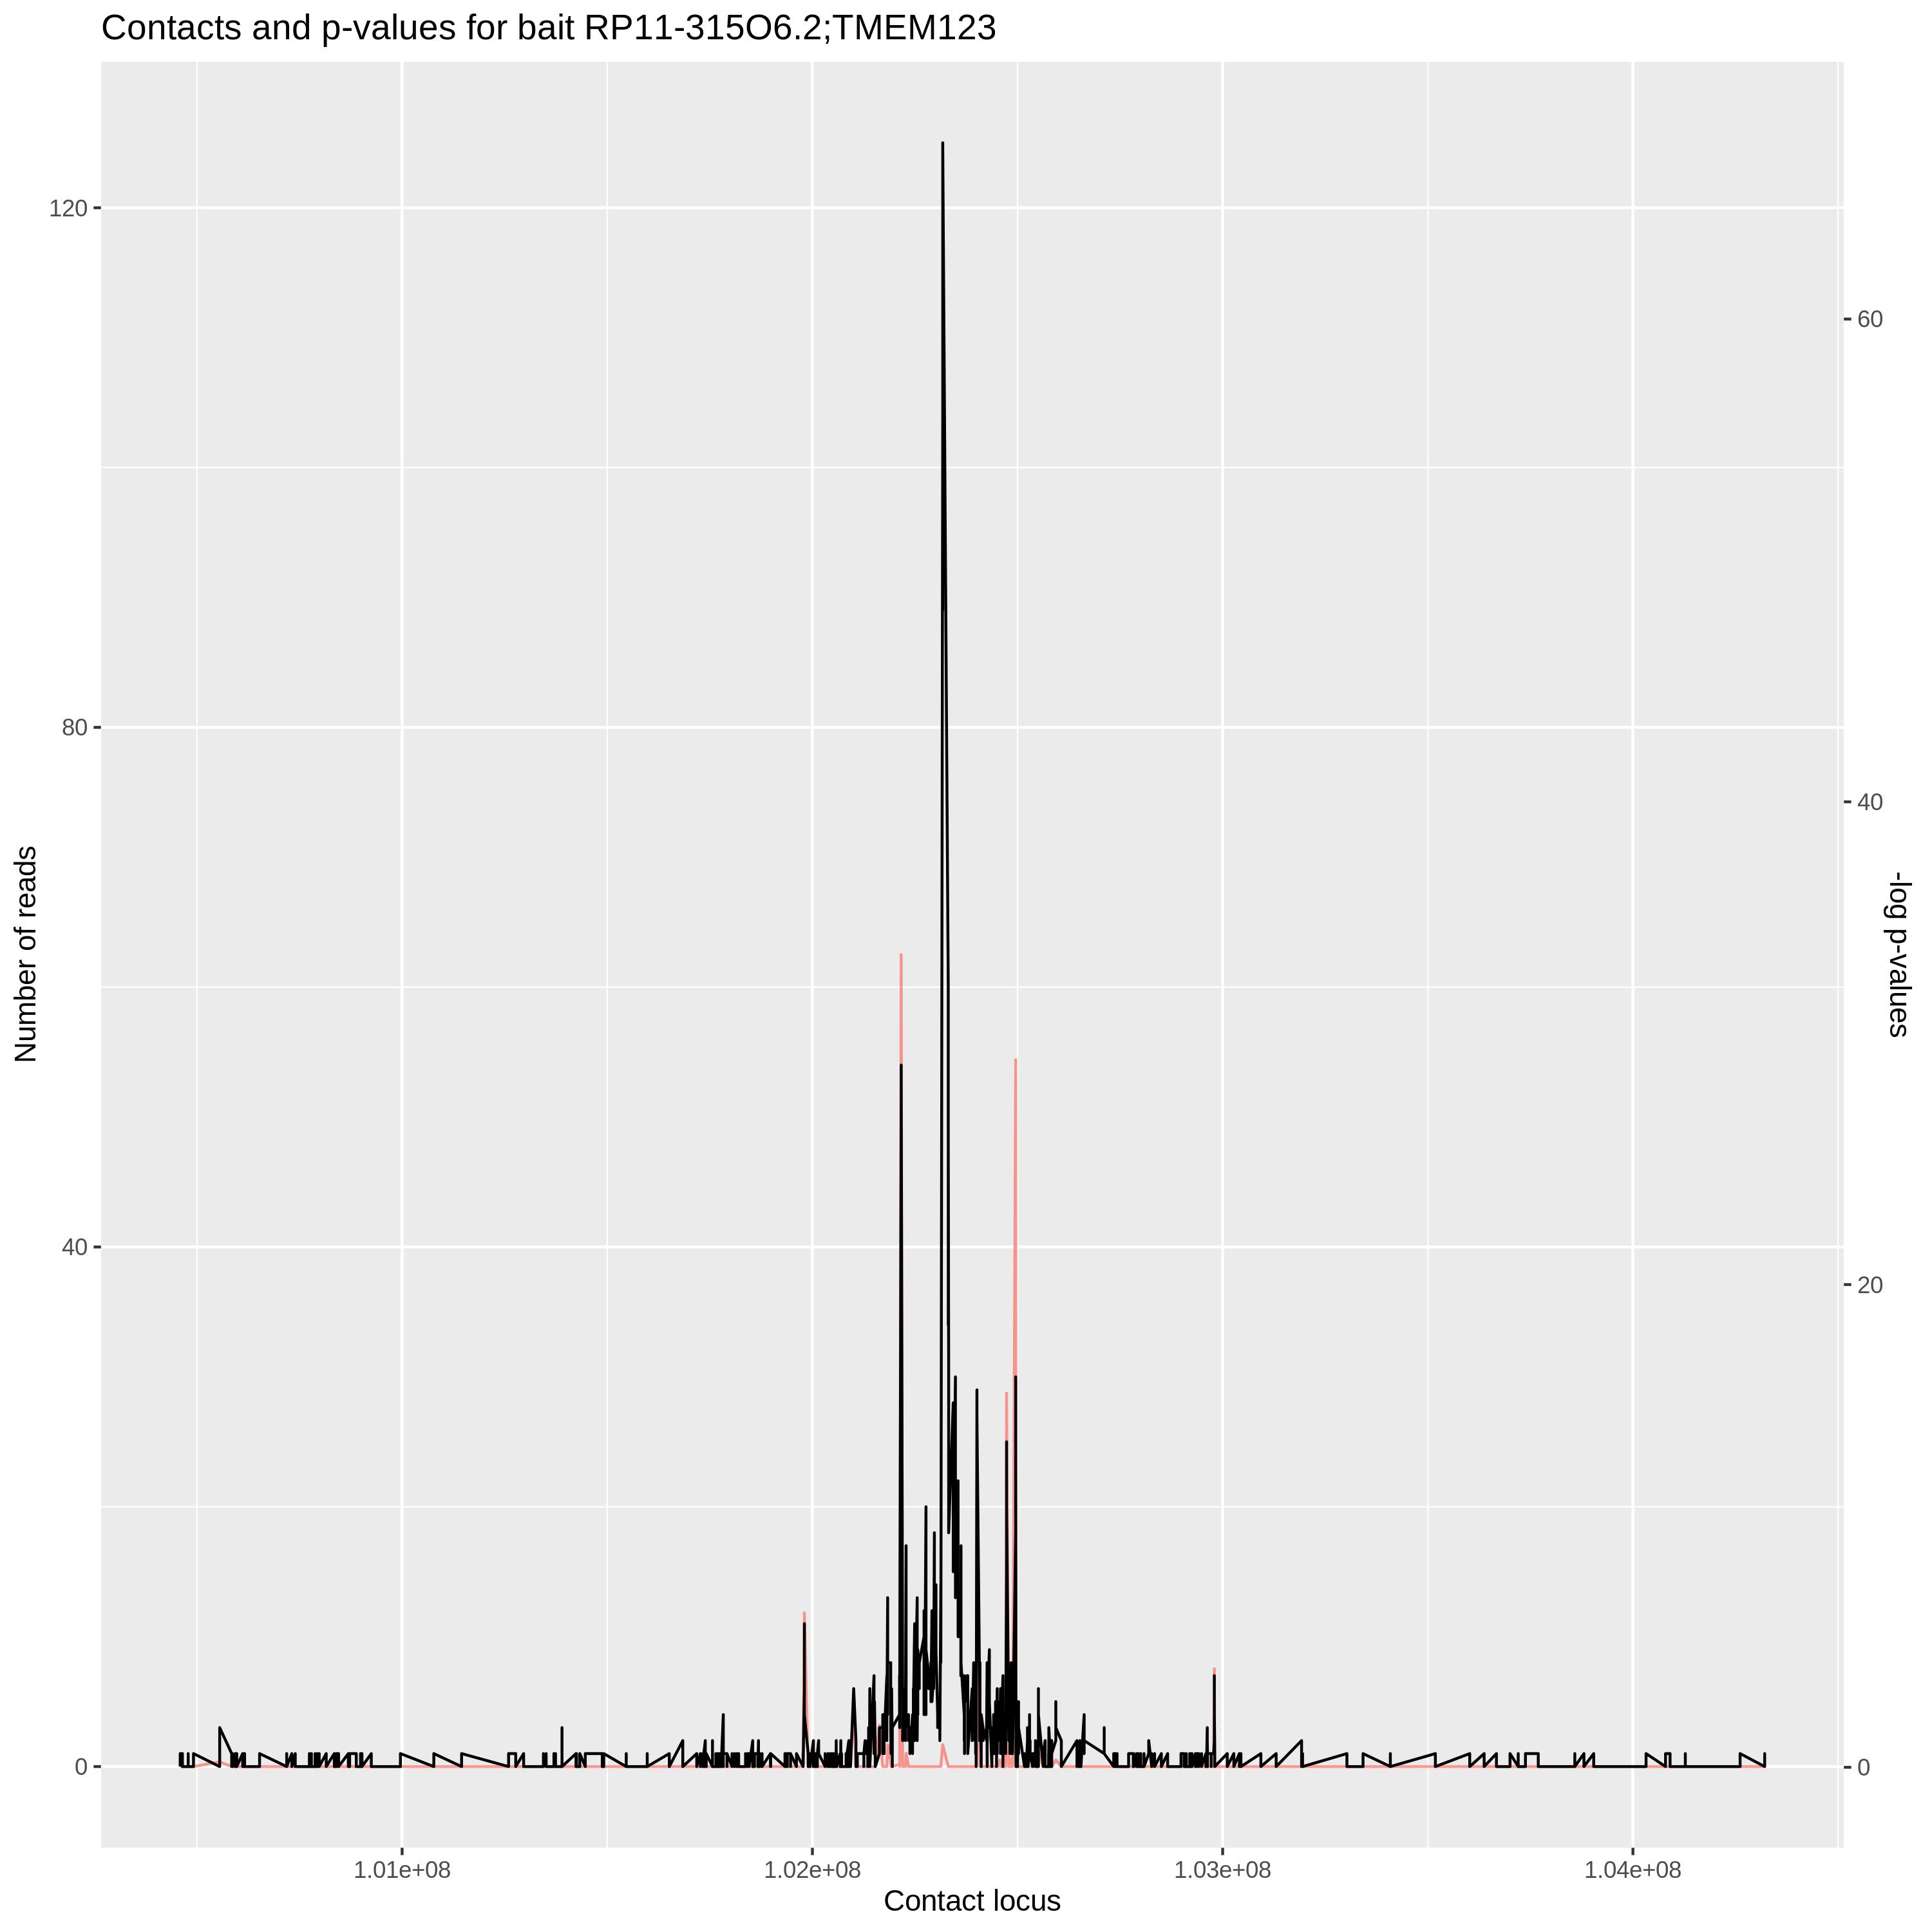 Contacts and p-values for bait RP11-315O6.2;TMEM123
120
80
40
0
Number of reads
60
40
20
0
-log p-values
1.01e+08
1.02e+08
1.03e+08
1.04e+08
Contact locus